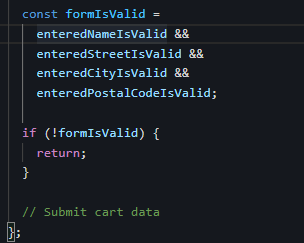 const formIsValid =
enteredNameIsValid &&
enteredStreetIsValid &&
enteredCityIsValid &&
enteredPostalCodeIsValid;
if (!formIsValid) {
return;
}
// Submit cart data
};